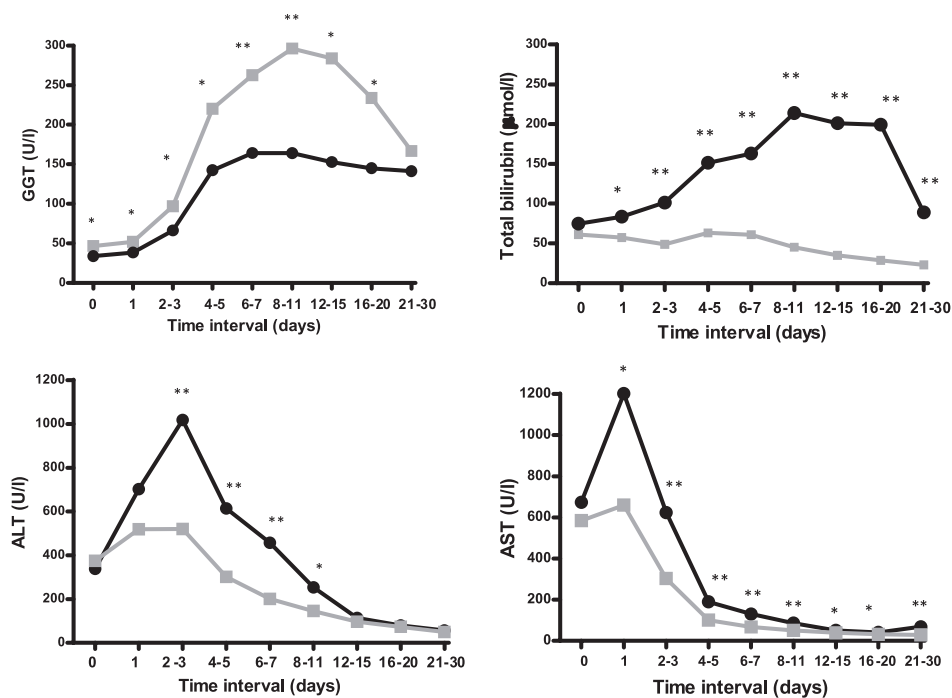 GGT (U/l)
300
250
200
150
100
50
0
* * * * ** ** * *
0 1 2-3 4-5 6-7 8-11 12-15 16-20 21-30
Time interval (days)
Total bilirubin (µmol/l)
300
250
200
150
100
50
0
* ** ** ** ** ** ** **
0 1 2-3 4-5 6-7 8-11 12-15 16-20 21-30
Time interval (days)
ALT (U/l)
1200
1000
800
600
400
200
0
** ** ** *
0 1 2-3 4-5 6-7 8-11 12-15 16-20 21-30
Time interval (days)
AST (U/l)
1200
1000
800
600
400
200
0
* ** ** ** ** * * **
0 1 2-3 4-5 6-7 8-11 12-15 16-20 21-30
Time interval (days)